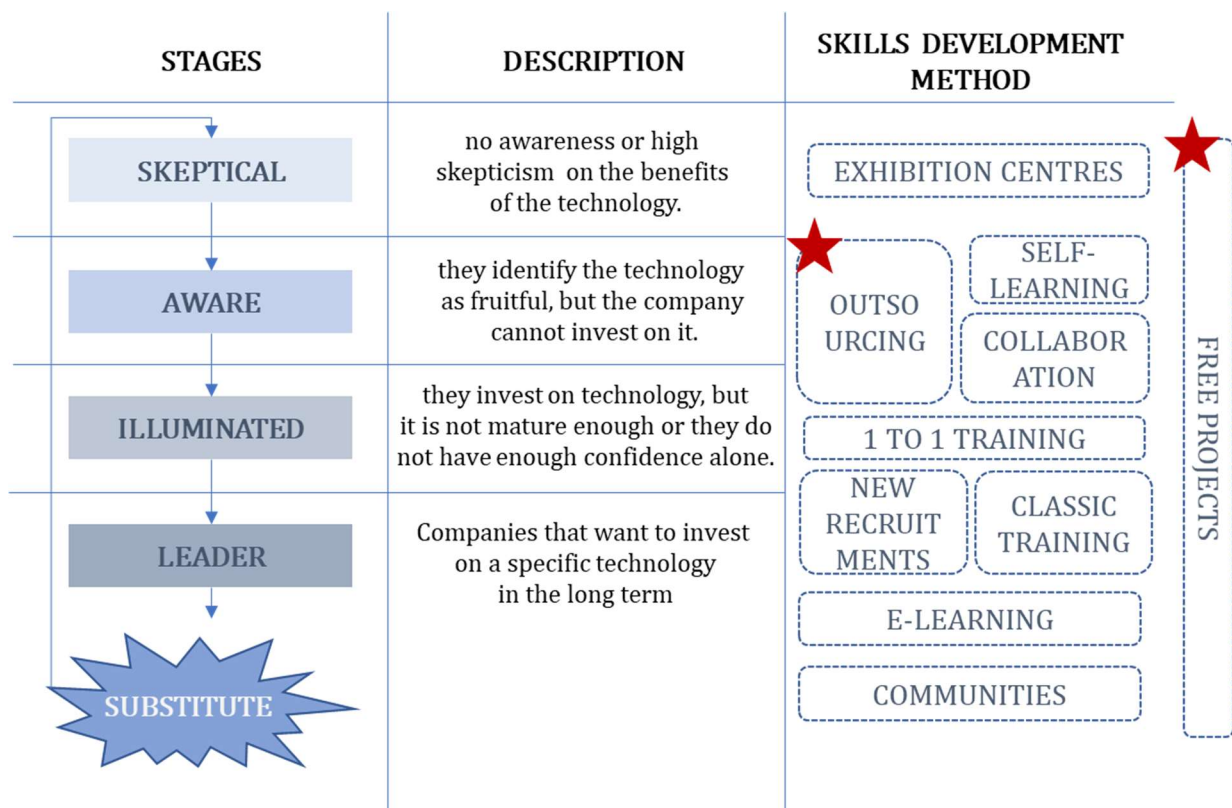 STAGES
DESCRIPTION
SKILLS DEVELOPMENT
METHOD
SKEPTICAL
no awareness or high
skepticism on the benefits
of the technology.
EXHIBITION CENTRES
AWARE
they identify the technology
as fruitful, but the company
cannot invest on it.
OUTSO
URCING
SELF-
LEARNING
COLLABOR
ATION
ILLUMINATED
they invest on technology, but
it is not mature enough or they do
not have enough confidence alone.
1 TO 1 TRAINING
NEW
RECRUIT
MENTS
CLASSIC
TRAINING
LEADER
Companies that want to invest
on a specific technology
in the long term
E-LEARNING
COMMUNITIES
SUBSTITUTE
FREE PROJECTS